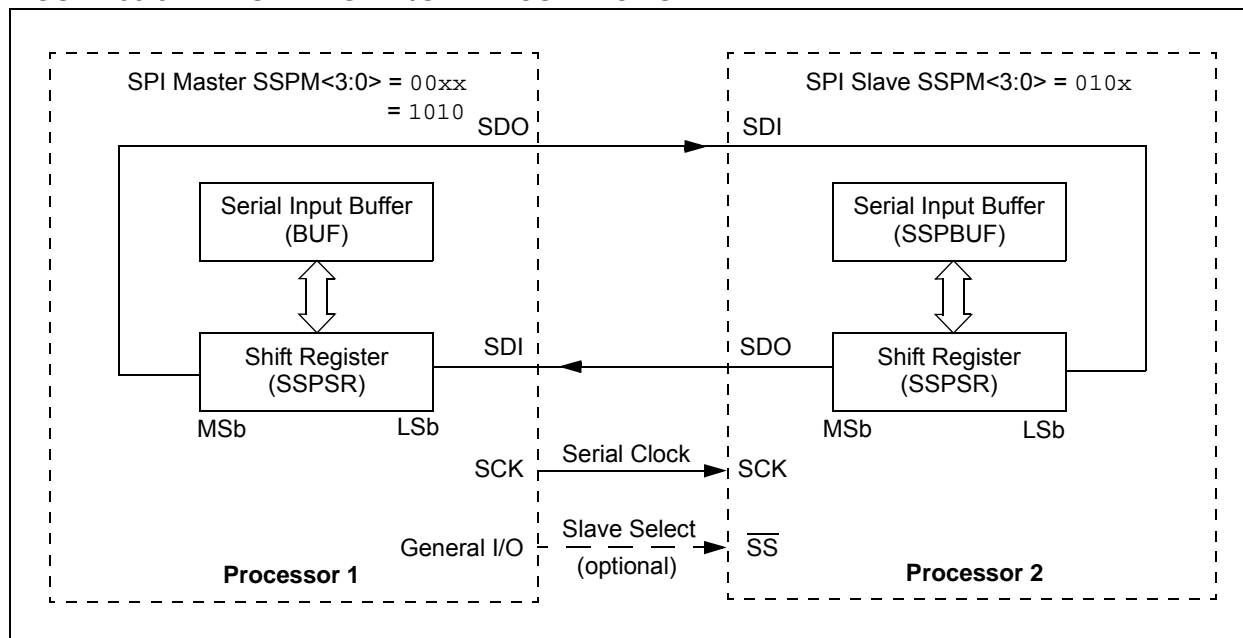 SPI Master SSPM<3:0> = 00xx
= 1010
SPI Slave SSPM<3:0> = 010x
SDO
SDI
Serial Input Buffer
(BUF)
Serial Input Buffer
(SSPBUF)
Shift Register
(SSPSR)
SDI
SDO
Shift Register
(SSPSR)
MSb
LSb
MSb
LSb
SCK
Serial Clock
SCK
General I/O
Slave Select
(optional)
S̅S̅
Processor 1
Processor 2